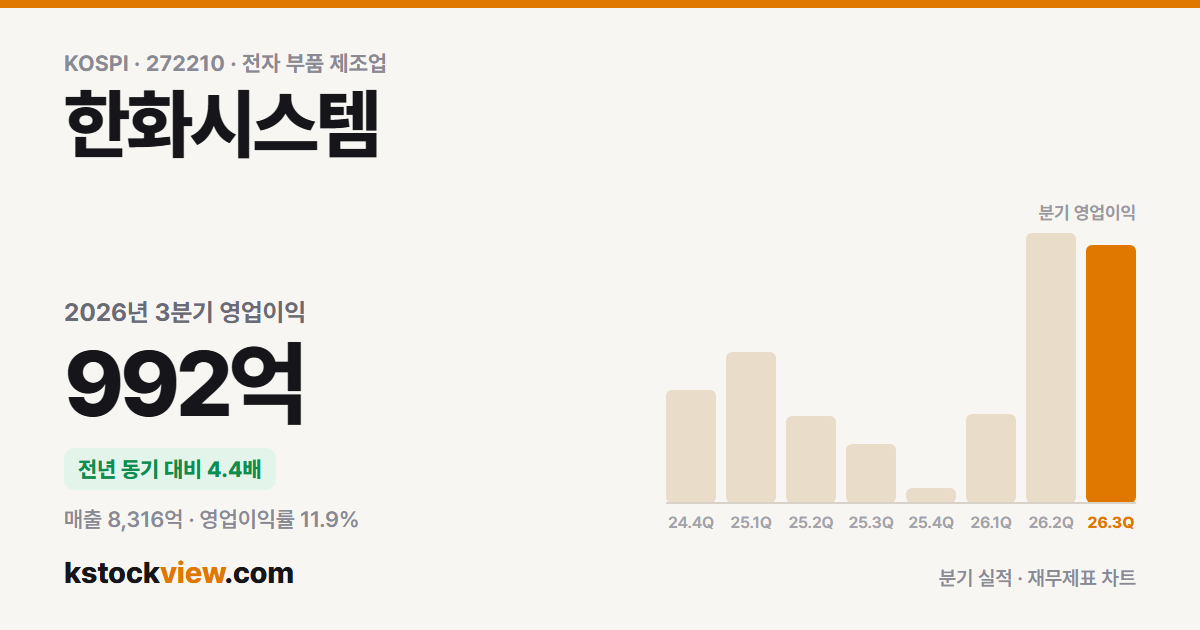 KOSPI · 272210 · 전자 부품 제조업
한화시스템
2026년 3분기 영업이익
992억
전년 동기 대비 4.4배
매출 8,316억 · 영업이익률 11.9%
kstockview.com
분기 영업이익
24.4Q 25.1Q 25.2Q 25.3Q 25.4Q 26.1Q 26.2Q 26.3Q
분기 실적 · 재무제표 차트